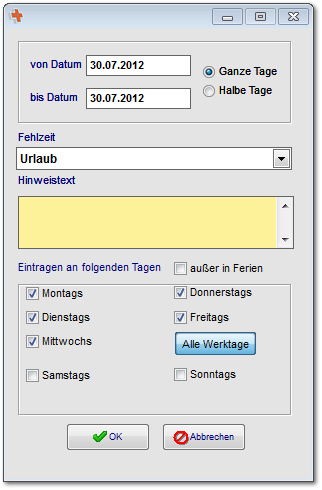 von Datum 30.07.2012
Ganze Tage
bis Datum 30.07.2012
Halbe Tage
Fehlzeit
Urlaub
Hinweistext
Eintragen an folgenden Tagen außer in Ferien
Montags Donnerstags
Dienstags Freitags
Mittwochs Alle Werktage
Samstags Sonntags
OK Abbrechen